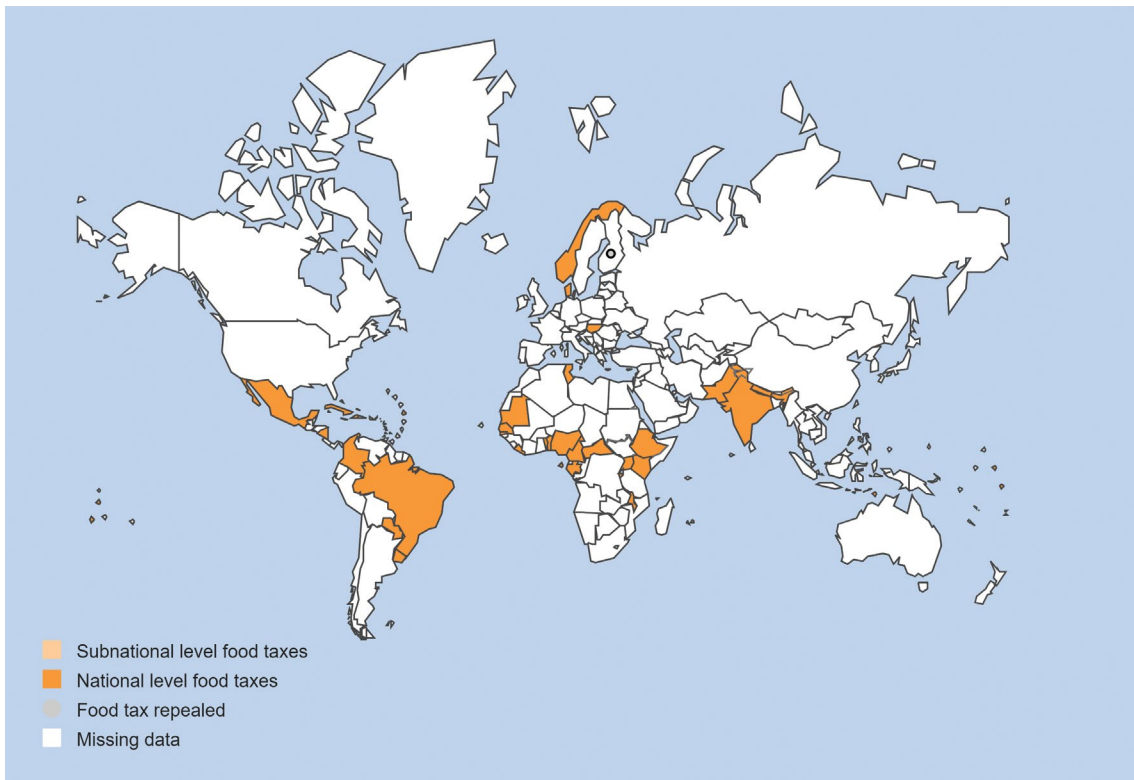 Subnational level food taxes
National level food taxes
Food tax repealed
Missing data